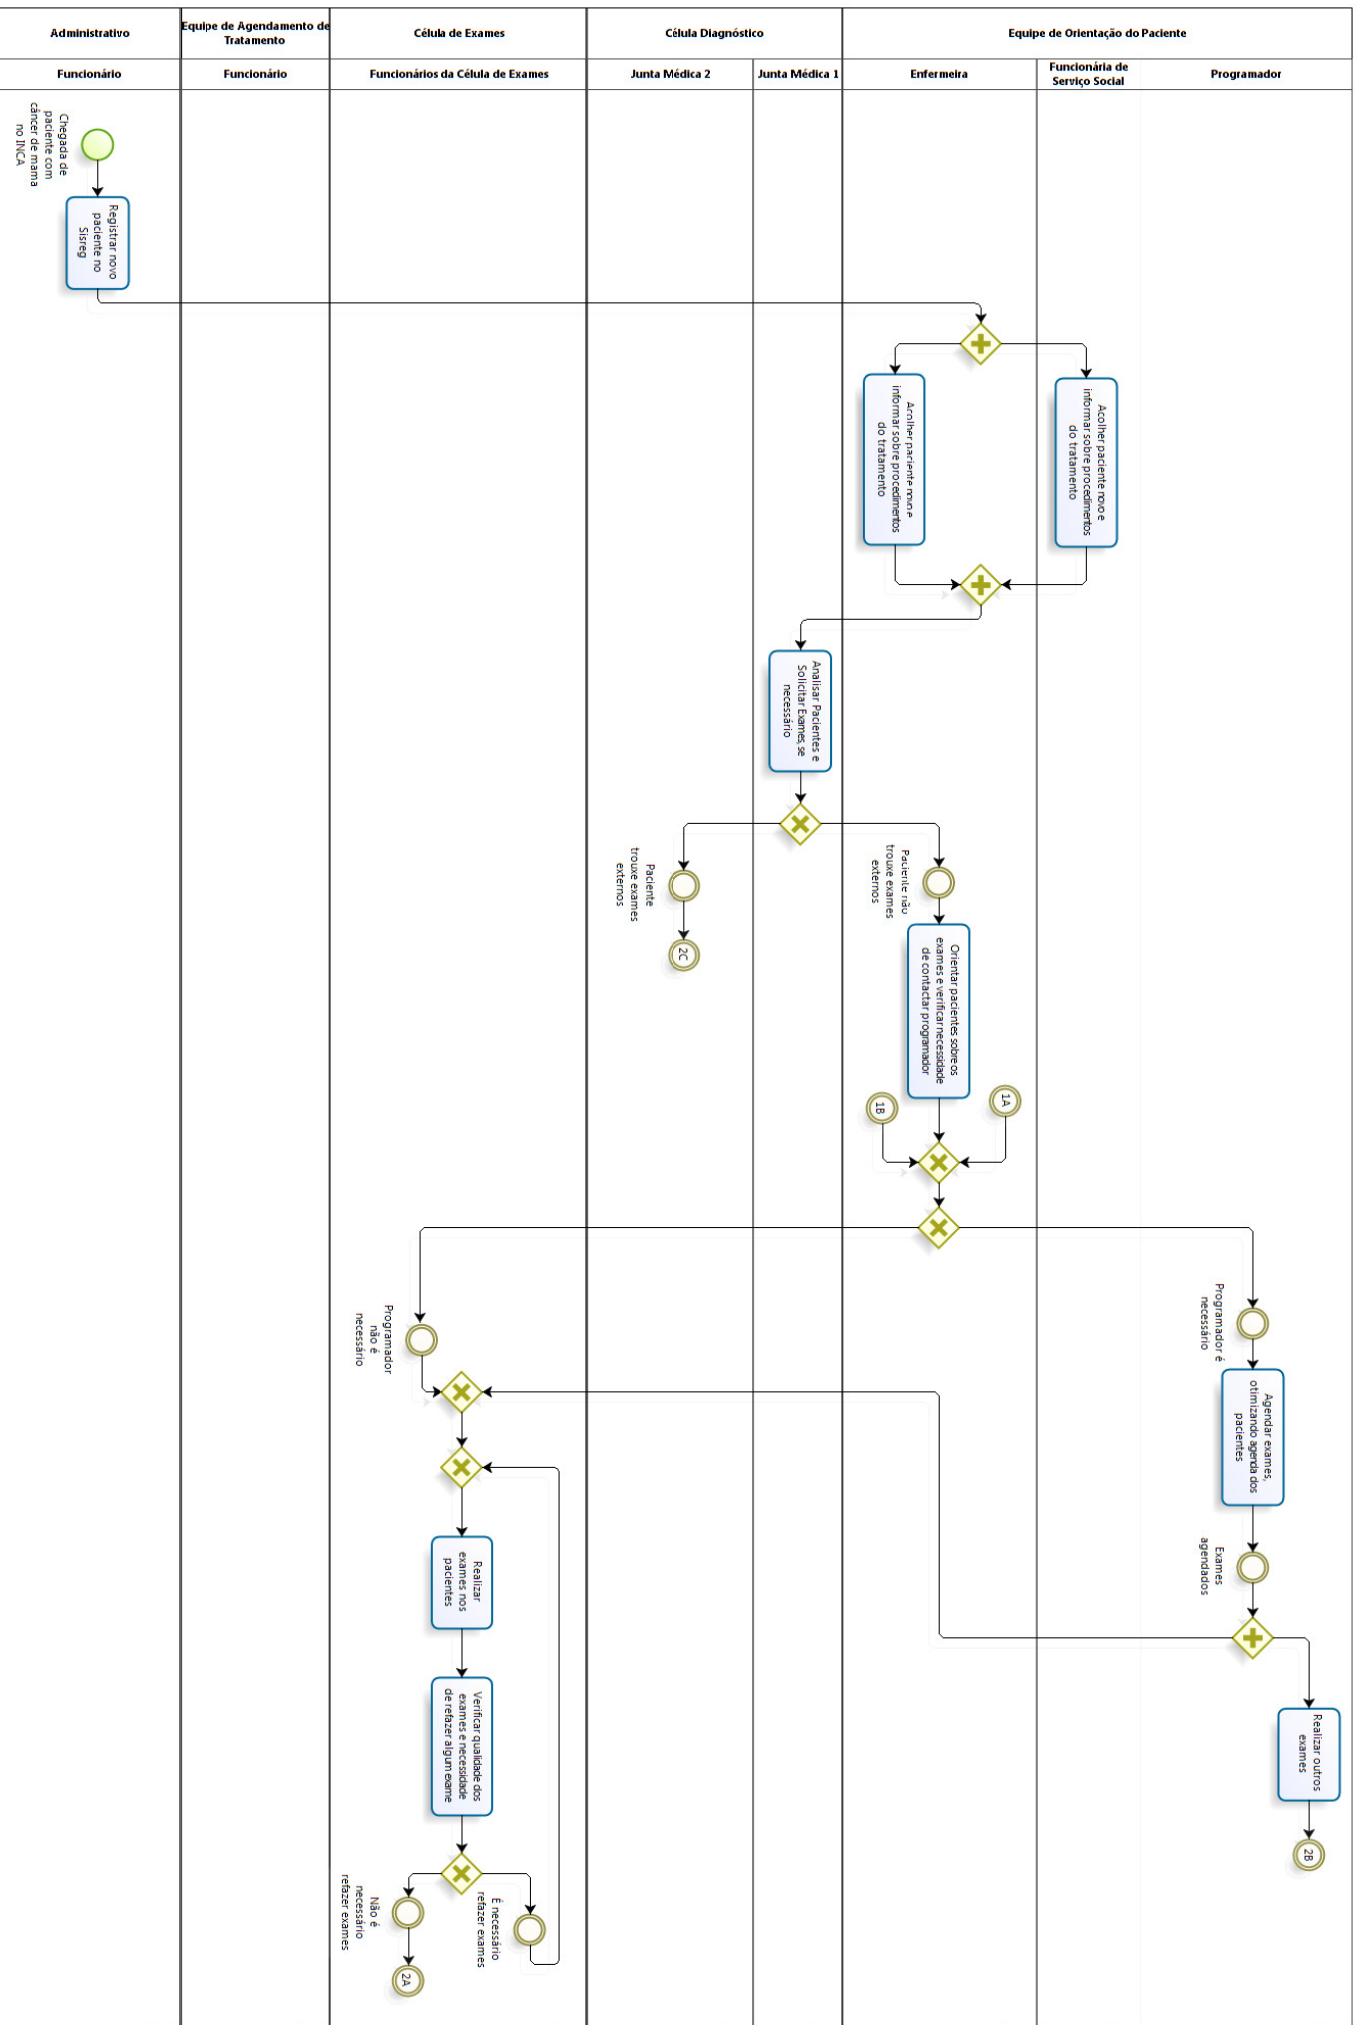 Administrativo
Equipe de Agendamento de
Tratamento
Célula de Exames
Célula Diagnóstico
Equipe de Orientação do Paciente
Funcionário
Funcionário
Funcionários da Célula de Exames
Junta Médica 2
Junta Médica 1
Enfermeira
Funcionária de
Serviço Social
Programador
Chegada de
paciente com
câncer de mama
no INCA
Registrar novo
paciente no
Sisreg
Acolher paciente novo e
informar sobre procedimentos
do tratamento
Acolher paciente novo e
informar sobre procedimentos
do tratamento
Analisar Pacientes e
Solicitar Exames, se
necessário
Paciente
trouxe exames
externos
2C
Paciente não
trouxe exames
externos
Orientar pacientes sobre os
exames e verificar necessidade
de contactar programador
1B
1A
Programador
não é
necessário
Programador é
necessário
Agendar exames,
otimizando agenda dos
pacientes
Exames
agendados
Realizar
exames nos
pacientes
Verificar qualidade dos
exames e necessidade
de refazer algum exame
Realizar outros
exames
2B
É necessário
refazer exames
Não é
necessário
refazer exames
2A